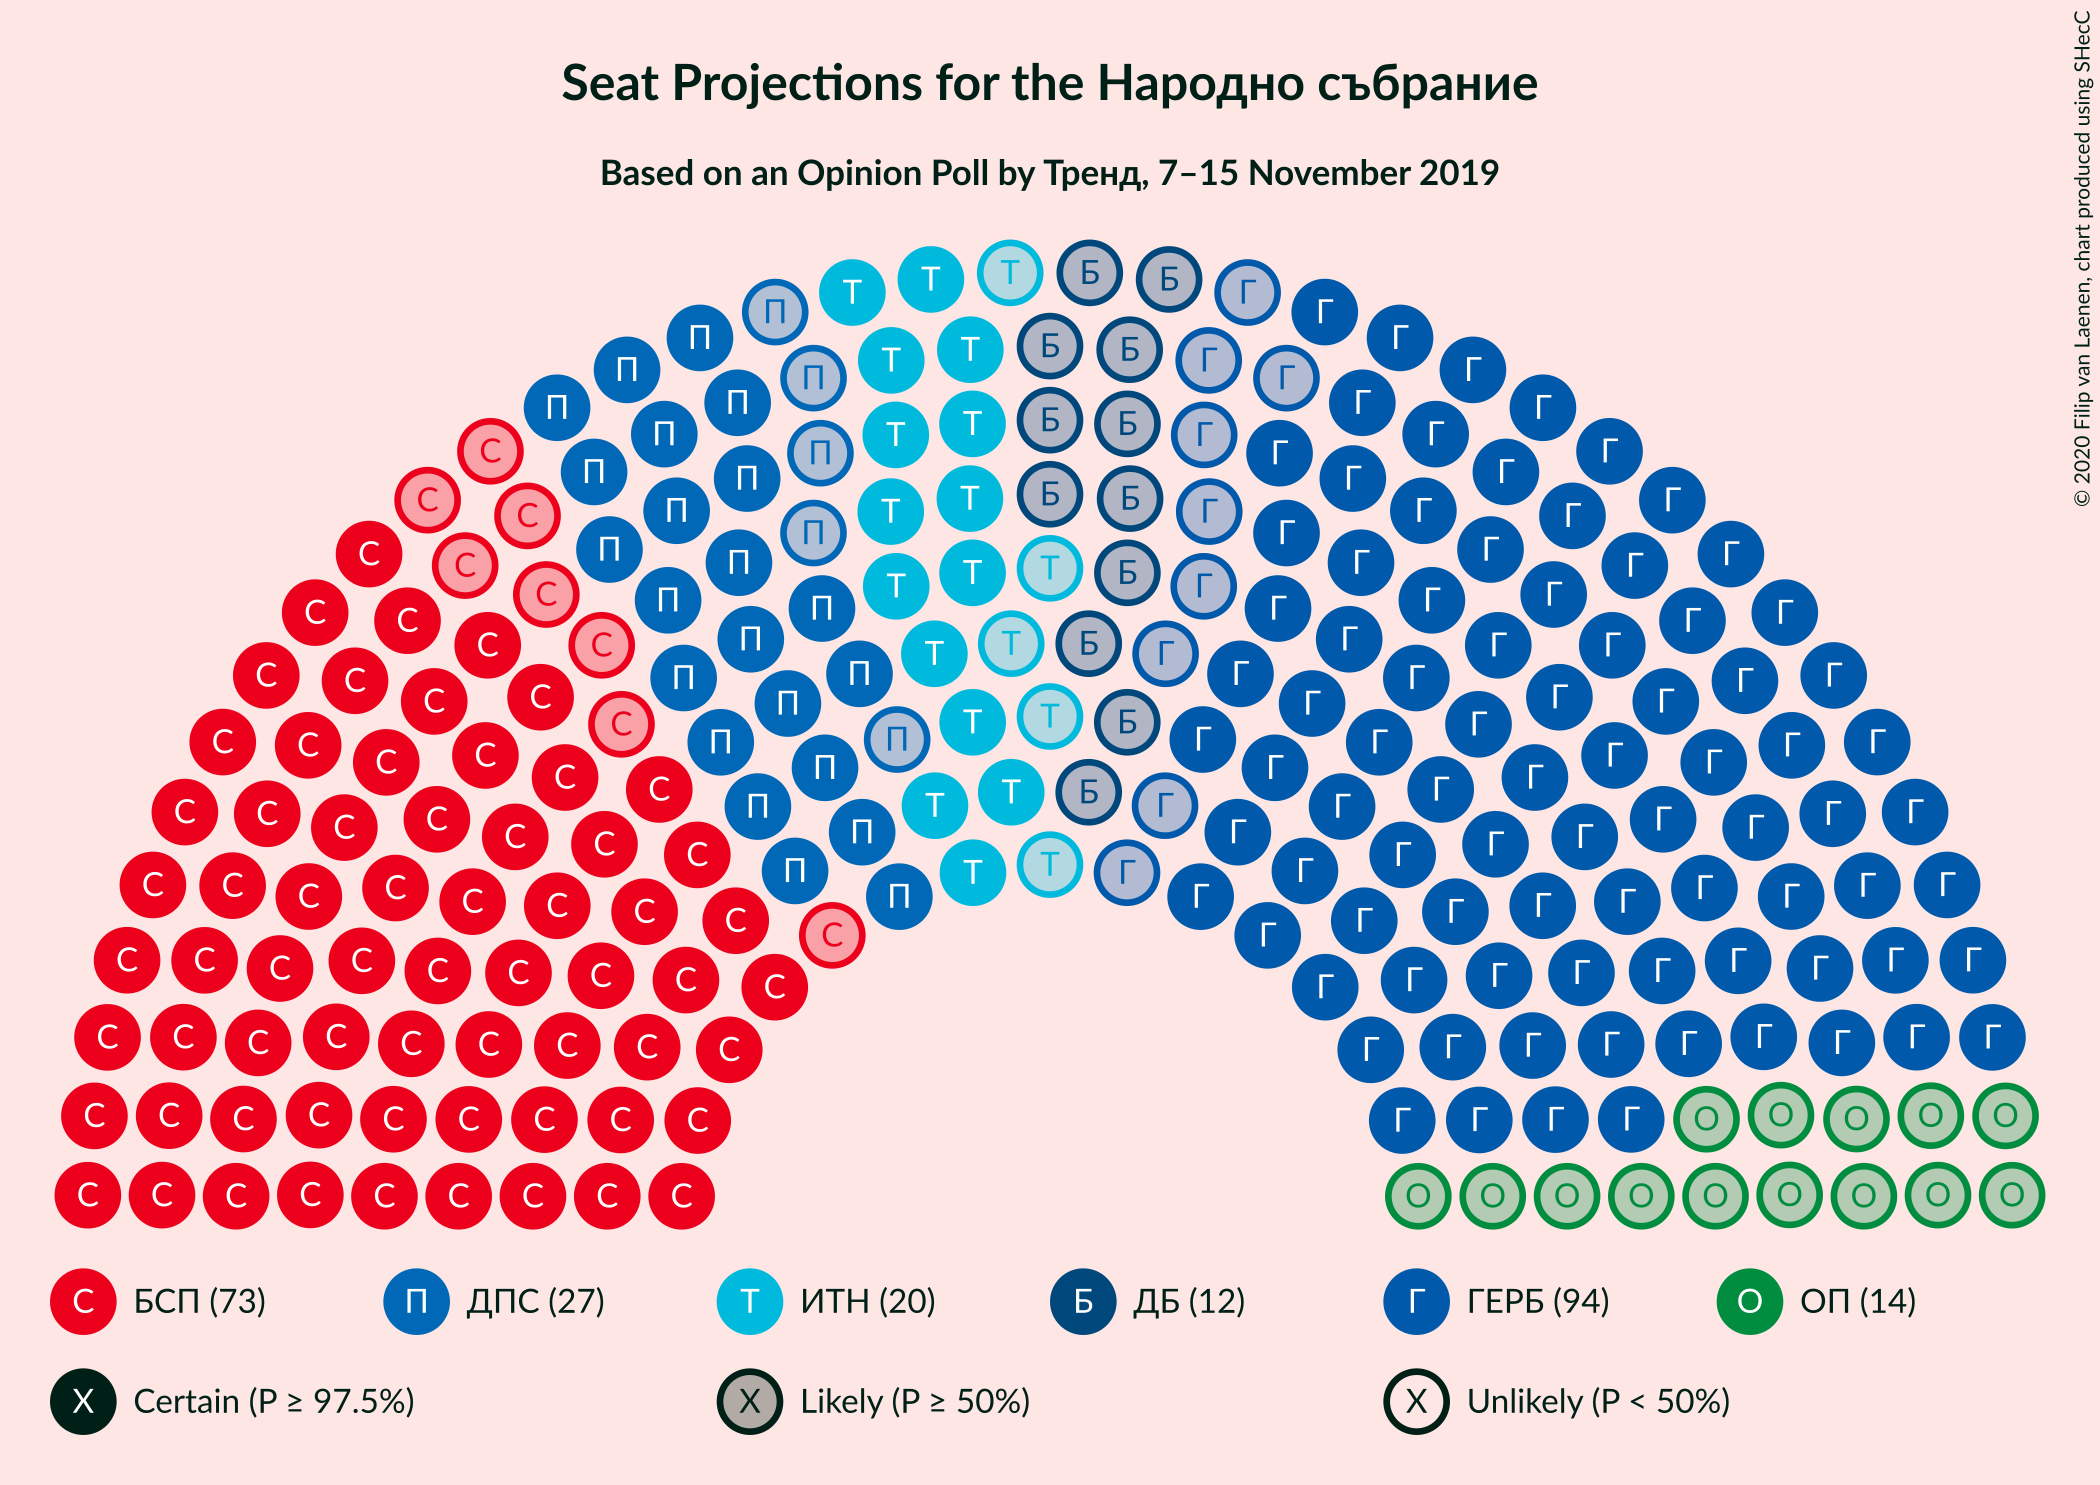 Seat Projections for the Народно събрание
Based on an Opinion Poll by Тренд, 7–15 November 2019
© 2020 Filip van Laenen, chart produced using SHecC
Т Т Т Б Б Г
П П П П Г Г Г Г Г
Т Т Б Б Г Г
С БСП (73) П ДПС (27) Т ИТН (20) Б ДБ (12) Г ГЕРБ (94) О ОП (14)
X Certain (P ≥ 97.5%) X Likely (P ≥ 50%) X Unlikely (P < 50%)